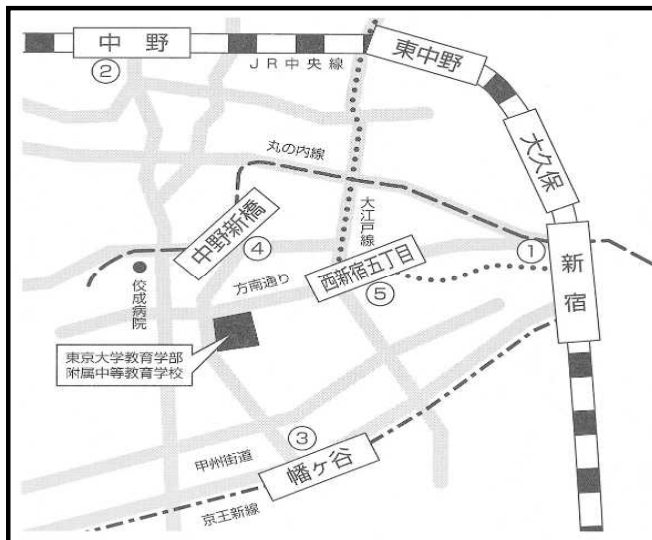 中野
②
JR中央線
東中野
大久保
丸の内線
大江戸線
中野新橋
④
①
新宿
方南通り
西新宿五丁目
⑤
佼成病院
東京大学教育学部
附属中等教育学校
③
甲州街道
幡ヶ谷
京王新線